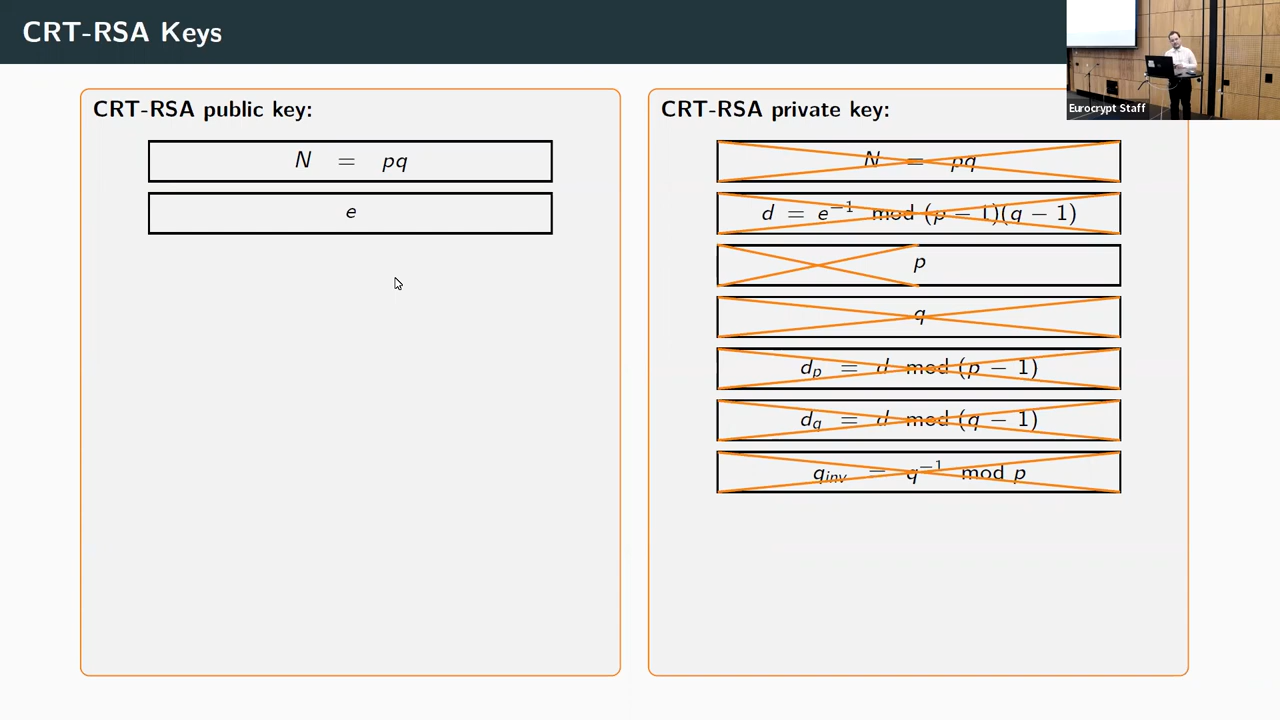 CRT-RSA Keys
Eurocrypt Staff
CRT-RSA public key:
N = pq
e
CRT-RSA private key:
N = pq
d = e⁻¹ mod (p − 1)(q − 1)
p
q
dₚ = d mod (p − 1)
d_q = d mod (q − 1)
q_inv = q⁻¹ mod p